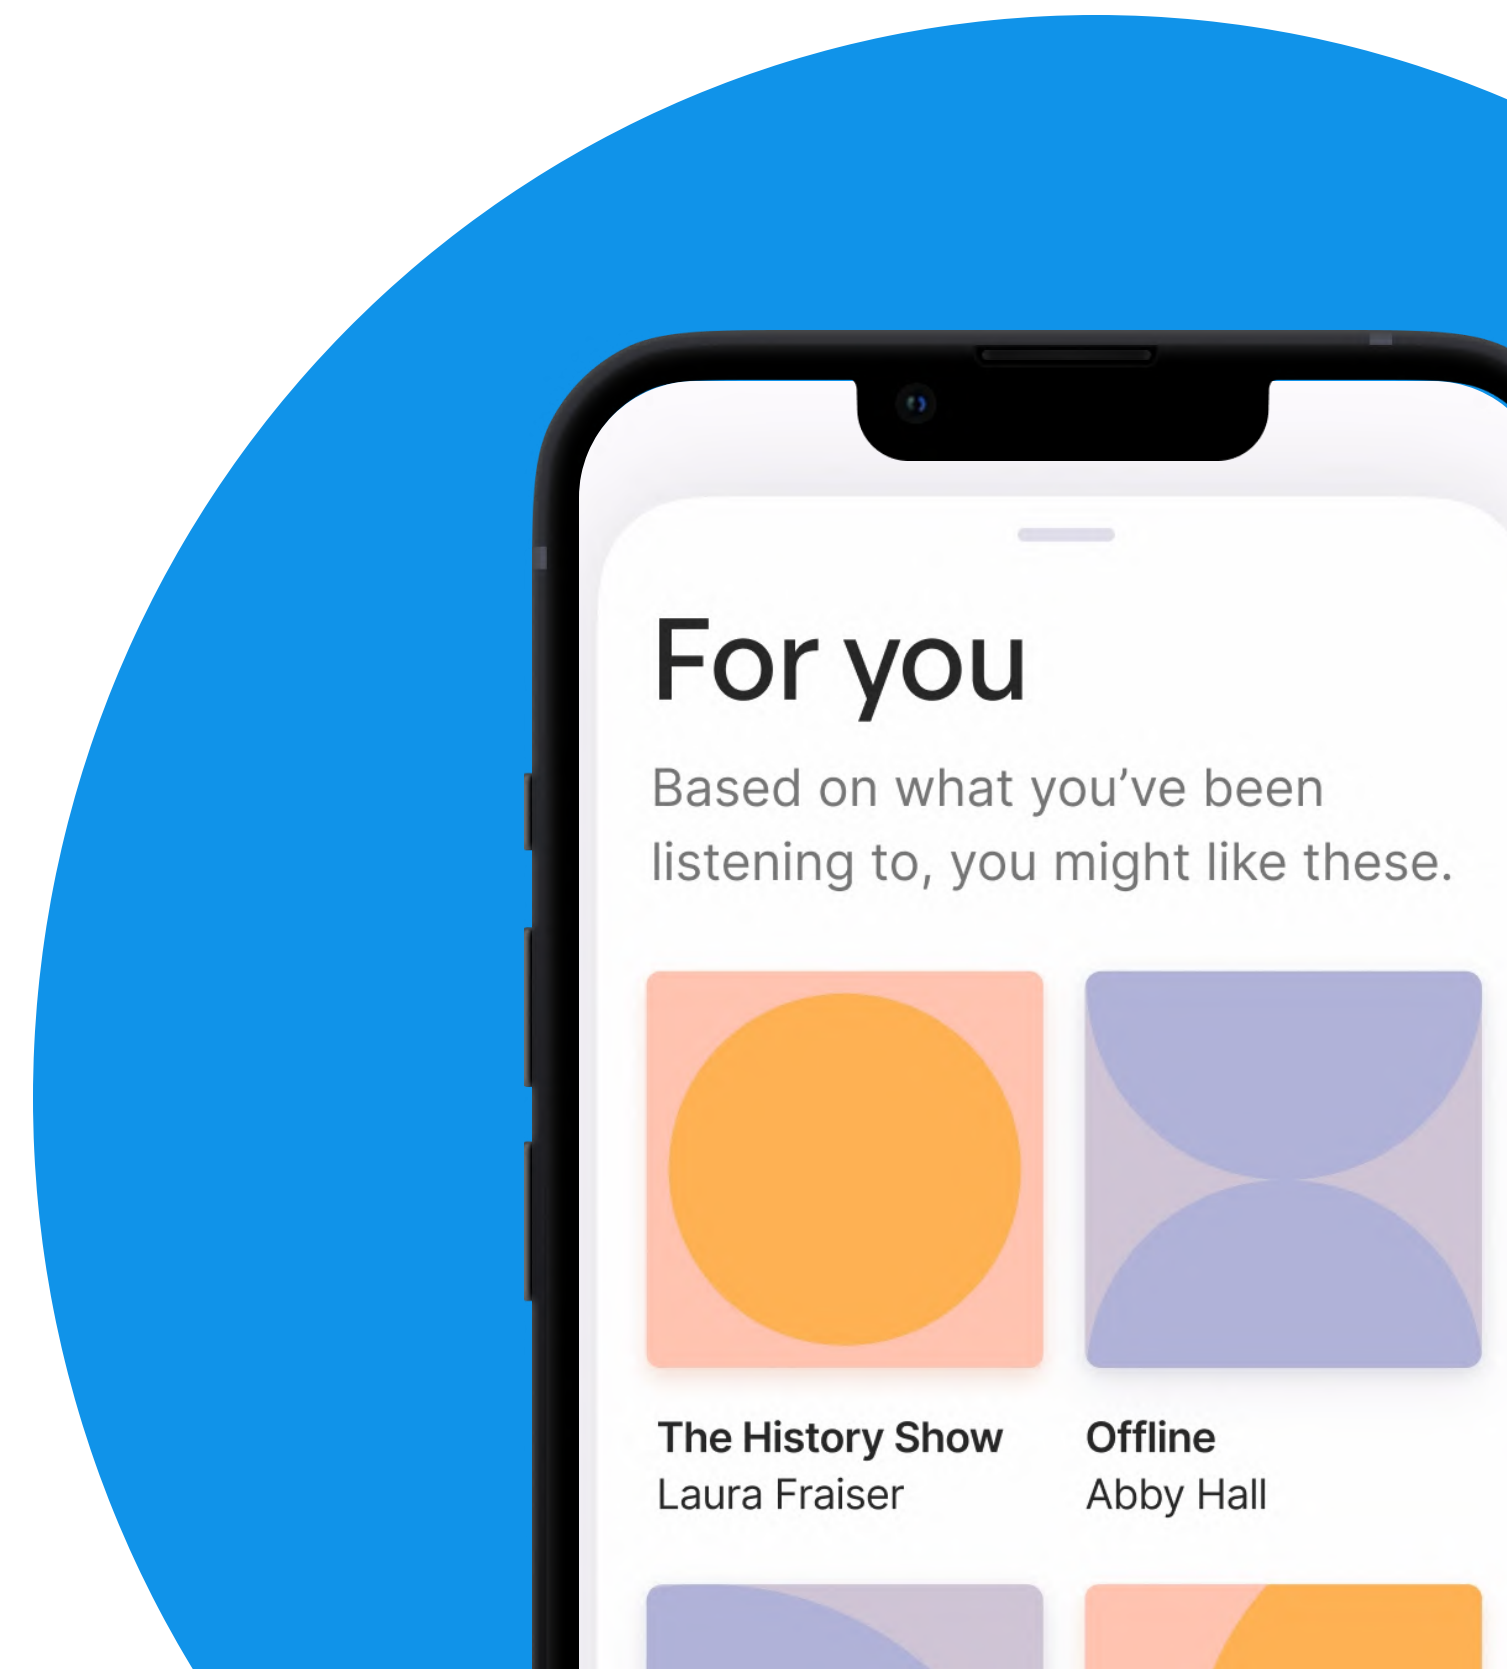 For you
Based on what you’ve been
listening to, you might like these.
The History Show
Laura Fraiser
Offline
Abby Hall